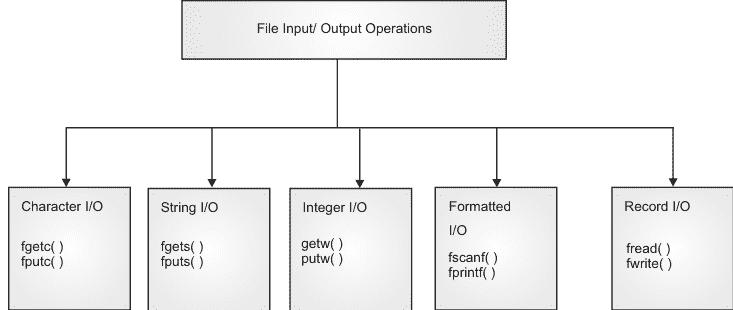 File Input/ Output Operations
Character I/O
fgetc( )
fputc( )
String I/O
fgets( )
fputs( )
Integer I/O
getw( )
putw( )
Formatted
I/O
fscanf( )
fprintf( )
Record I/O
fread( )
fwrite( )